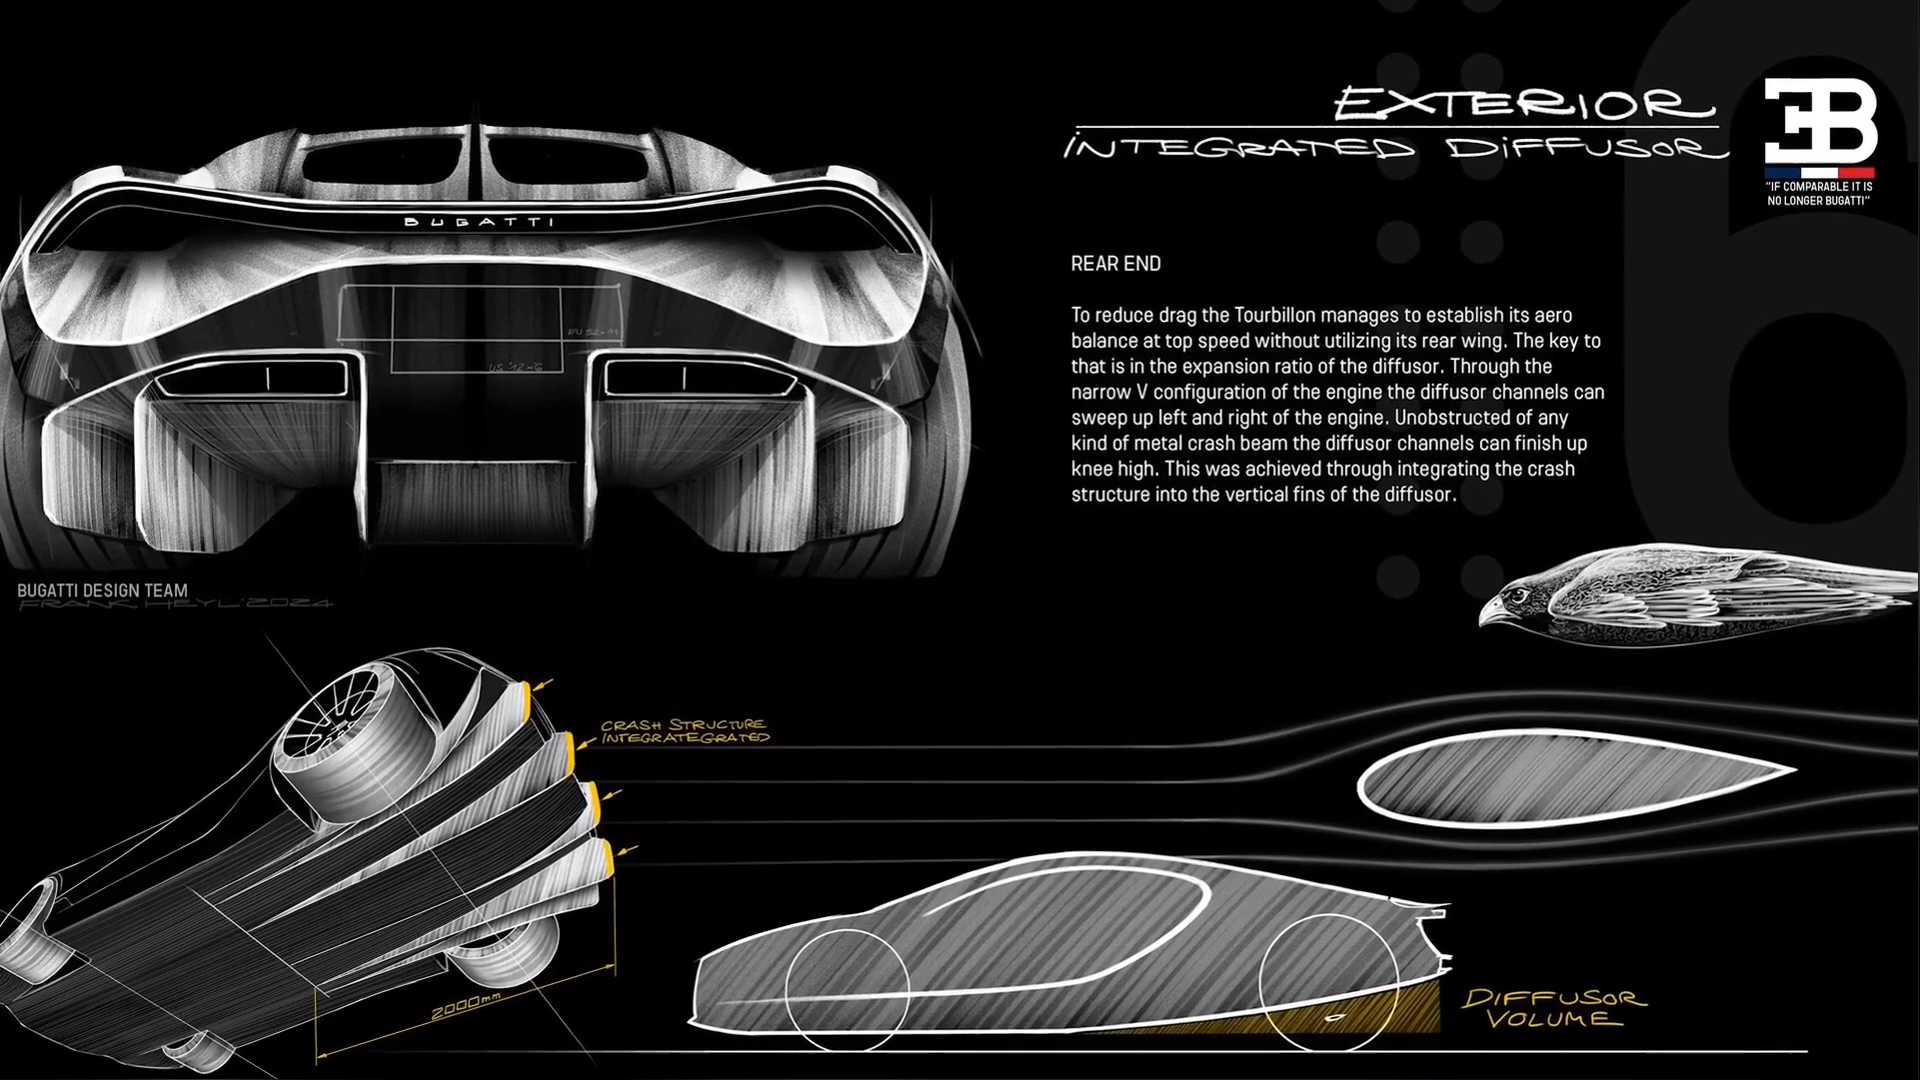 EXTERIOR
INTEGRATED DIFFUSOR
EB
"IF COMPARABLE IT IS
NO LONGER BUGATTI"
BUGATTI
REAR END
To reduce drag the Tourbillon manages to establish its aero
balance at top speed without utilizing its rear wing. The key to
that is in the expansion ratio of the diffusor. Through the
narrow V configuration of the engine the diffusor channels can
sweep up left and right of the engine. Unobstructed of any
kind of metal crash beam the diffusor channels can finish up
knee high. This was achieved through integrating the crash
structure into the vertical fins of the diffusor.
6
BUGATTI DESIGN TEAM
FRANK HEYL '2024
CRASH STRUCTURE
INTEGRATEGRATED
2000mm
DIFFUSOR
VOLUME